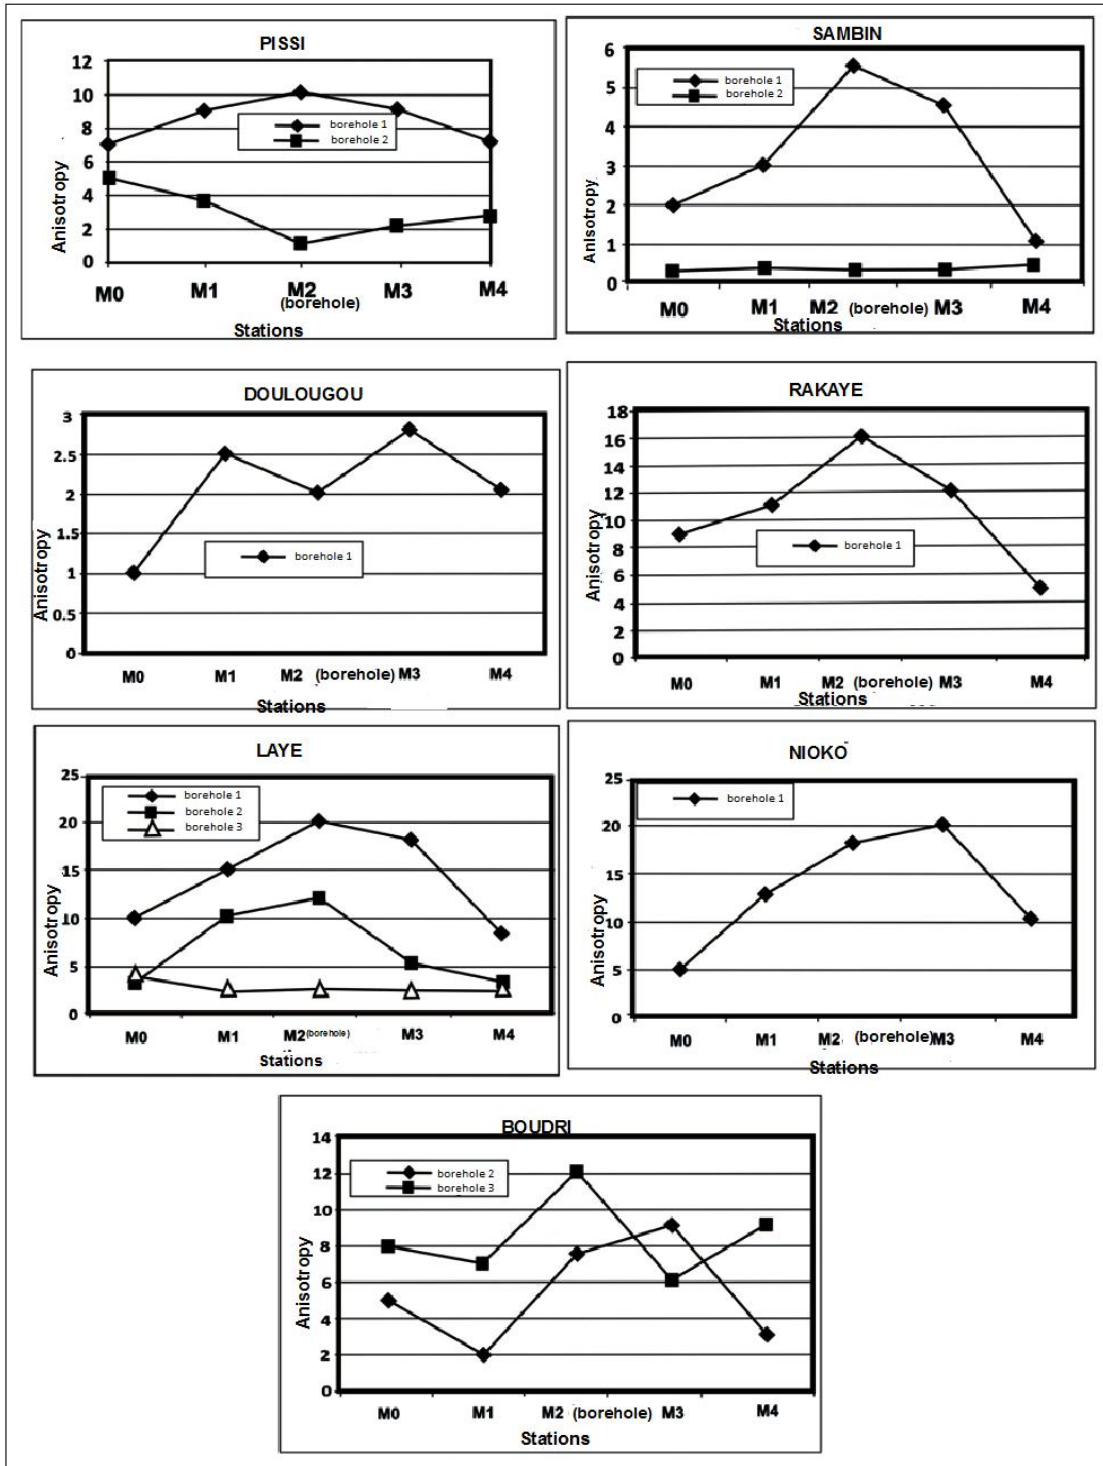 PISSI
12
10
8
6
4
2
0
Anisotropy
borehole 1
borehole 2
M0 M1 M2 M3 M4
(borehole)
Stations
SAMBIN
6
5
4
3
2
1
0
Anisotropy
borehole 1
borehole 2
M0 M1 M2 (borehole) M3 M4
Stations
DOULOUGOU
3
2.5
2
1.5
1
0.5
0
Anisotropy
borehole 1
M0 M1 M2 (borehole) M3 M4
Stations
RAKAYE
18
16
14
12
10
8
6
4
2
0
Anisotropy
borehole 1
M0 M1 M2 (borehole) M3 M4
Stations
LAYE
25
20
15
10
5
0
Anisotropy
borehole 1
borehole 2
borehole 3
M0 M1 M2 (borehole) M3 M4
Stations
NIOKO
25
20
15
10
5
0
Anisotropy
borehole 1
M0 M1 M2 (borehole) M3 M4
Stations
BOUDRI
14
12
10
8
6
4
2
0
Anisotropy
borehole 2
borehole 3
M0 M1 M2 (borehole) M3 M4
Stations